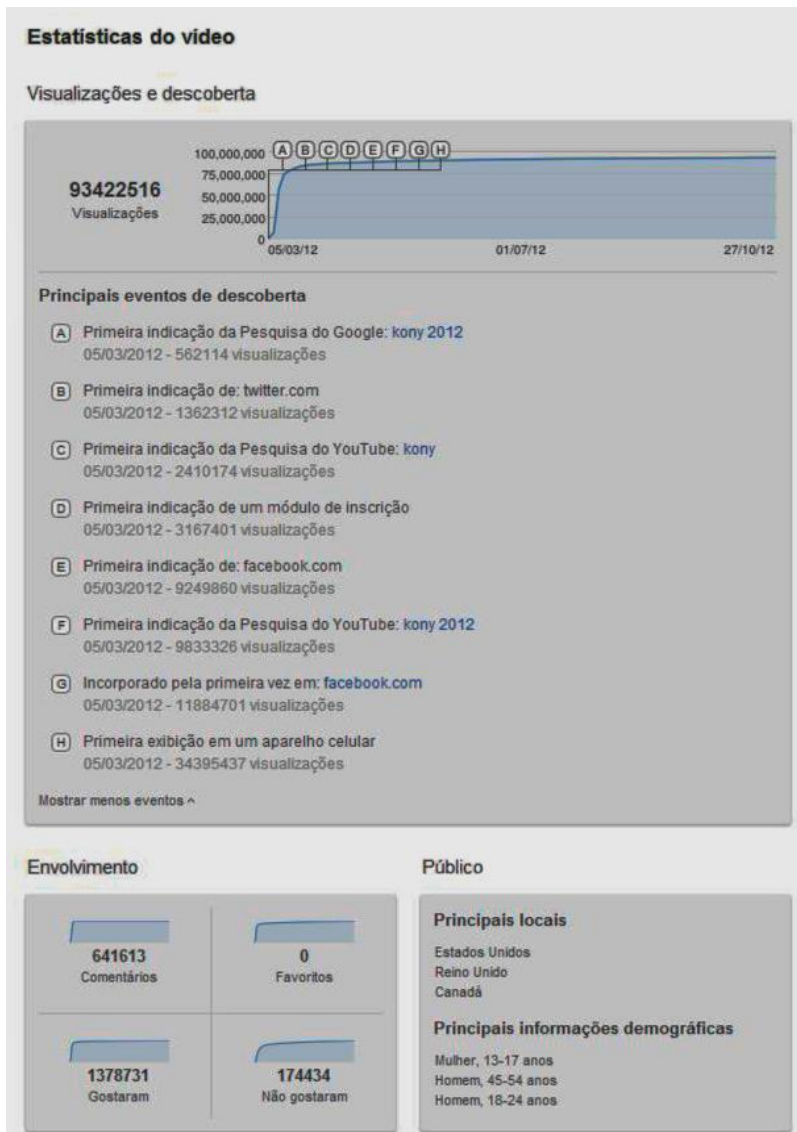 Estatísticas do vídeo
Visualizações e descoberta
93422516
Visualizações
100,000,000
75,000,000
50,000,000
25,000,000
0
A B C D E F G H
05/03/12 01/07/12 27/10/12
Principais eventos de descoberta
A Primeira indicação da Pesquisa do Google: kony 2012
05/03/2012 - 562114 visualizações
B Primeira indicação de: twitter.com
05/03/2012 - 1362312 visualizações
C Primeira indicação da Pesquisa do YouTube: kony
05/03/2012 - 2410174 visualizações
D Primeira indicação de um módulo de inscrição
05/03/2012 - 3167401 visualizações
E Primeira indicação de: facebook.com
05/03/2012 - 9249860 visualizações
F Primeira indicação da Pesquisa do YouTube: kony 2012
05/03/2012 - 9833326 visualizações
G Incorporado pela primeira vez em: facebook.com
05/03/2012 - 11884701 visualizações
H Primeira exibição em um aparelho celular
05/03/2012 - 34395437 visualizações
Mostrar menos eventos ^
Envolvimento
641613
Comentários
0
Favoritos
1378731
Gostaram
174434
Não gostaram
Público
Principais locais
Estados Unidos
Reino Unido
Canadá
Principais informações demográficas
Mulher, 13-17 anos
Homem, 45-54 anos
Homem, 18-24 anos